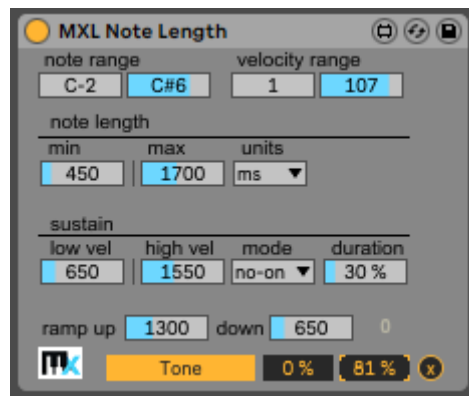 MXL Note Length
note range velocity range
C-2 C#6 1 107
note length
min max units
450 1700 ms
sustain
low vel high vel mode duration
650 1550 no-on 30 %
ramp up 1300 down 650 0
mx Tone 0 % 81 % x